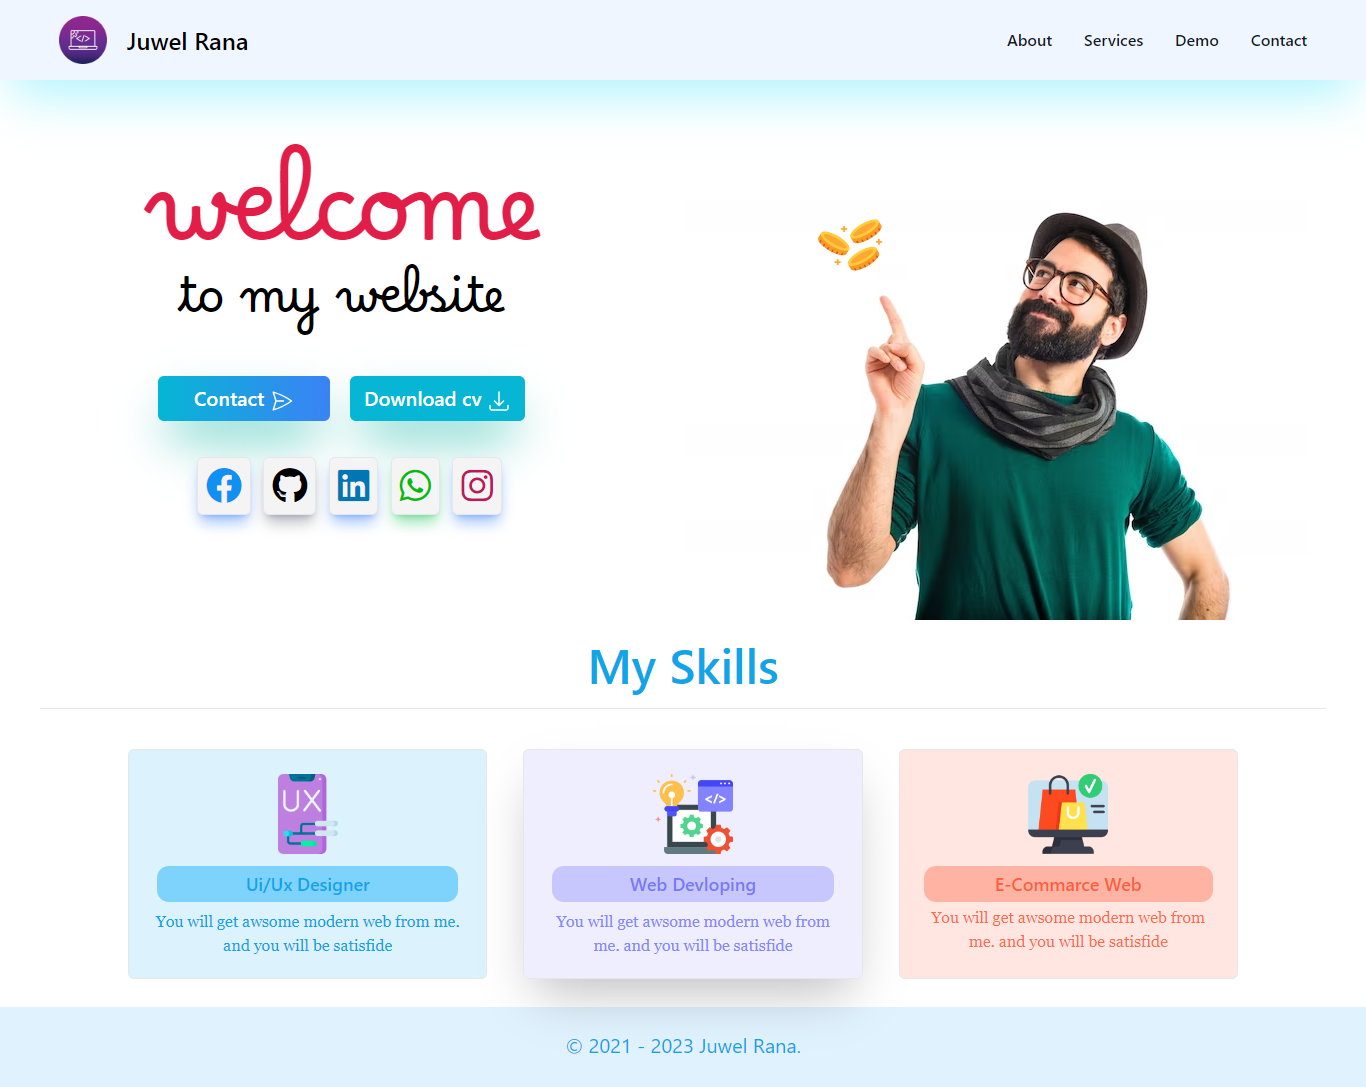 Juwel Rana
About Services Demo Contact
welcome
to my website
Contact Download cv
My Skills
UX
</>
Ui/Ux Designer
You will get awsome modern web from me.
and you will be satisfide
Web Devloping
You will get awsome modern web from
me. and you will be satisfide
E-Commarce Web
You will get awsome modern web from
me. and you will be satisfide
© 2021 - 2023 Juwel Rana.